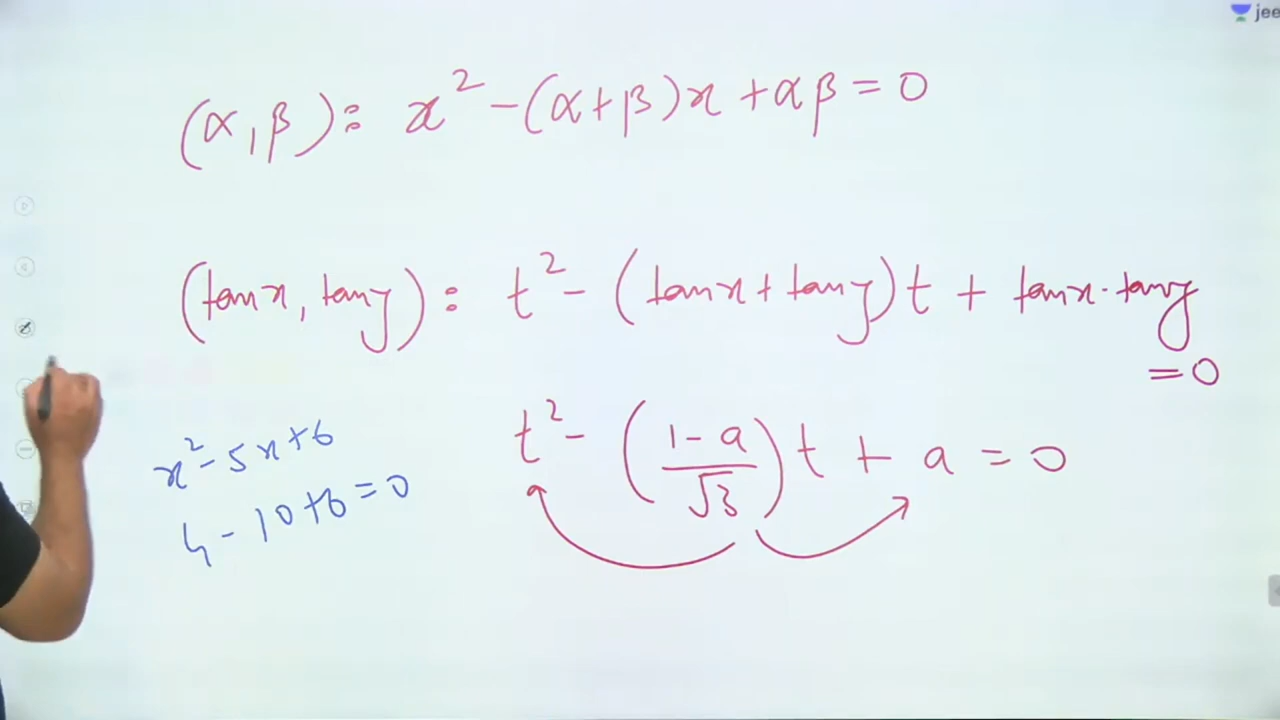 jee
(α, β): x² - (α+β)x + αβ = 0
(tanx, tany): t² - (tanx + tany)t + tanx·tany
= 0
x² - 5x + 6
4 - 10 + 6 = 0
t² - ((1-a)/√3)t + a = 0